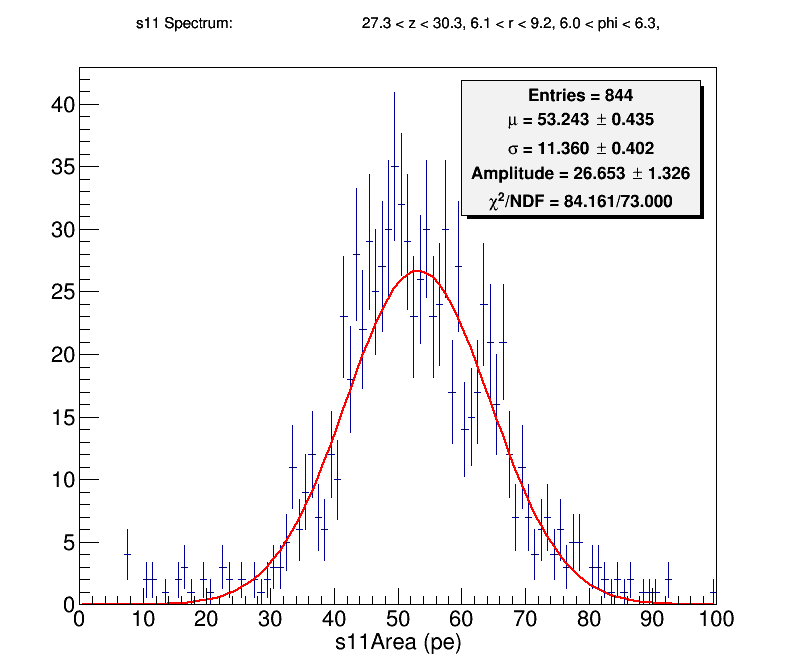 s11 Spectrum: 27.3 < z < 30.3, 6.1 < r < 9.2, 6.0 < phi < 6.3,
Entries = 844
μ = 53.243 ± 0.435
σ = 11.360 ± 0.402
Amplitude = 26.653 ± 1.326
χ²/NDF = 84.161/73.000
40
35
30
25
20
15
10
5
0
0 10 20 30 40 50 60 70 80 90 100
s11Area (pe)